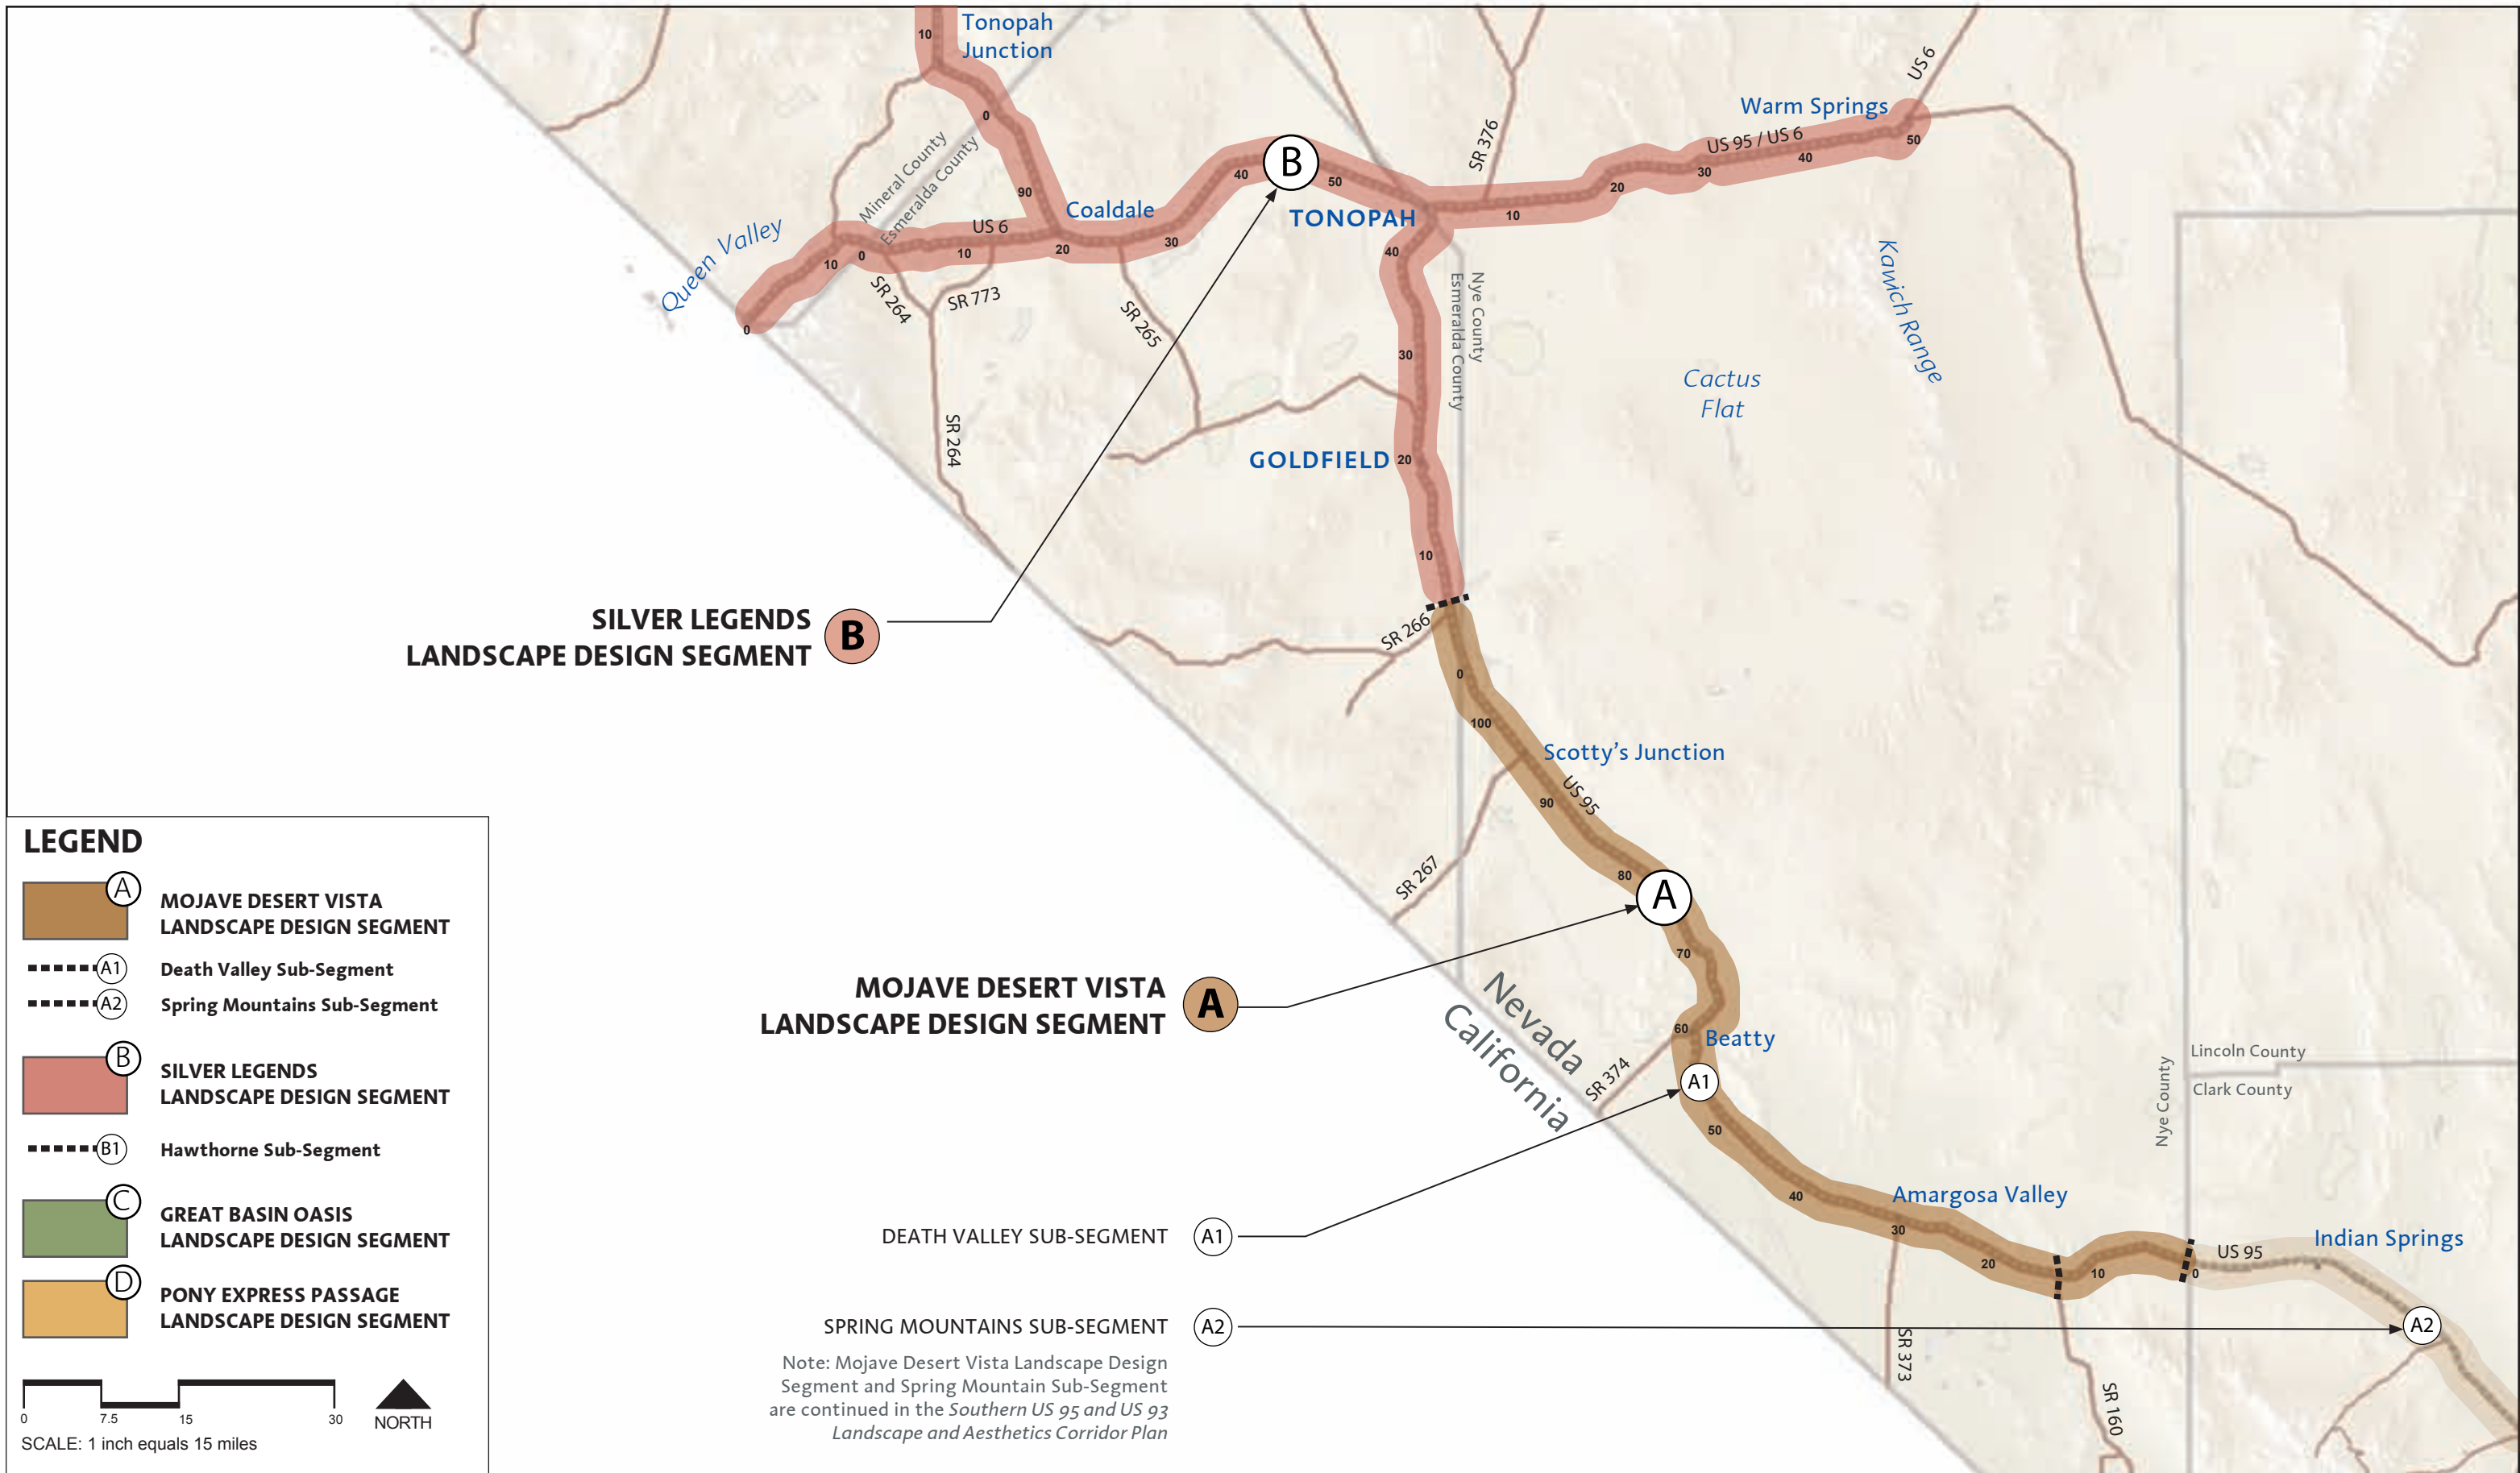 Tonopah
Junction
10
0
90
Mineral County
Esmeralda County
Queen Valley
0
10
0
US 6
10
20
Coaldale
30
40
B
50
TONOPAH
SR 376
10
20
30
US 95 / US 6
40
50
Warm Springs
US 6
SR 264
SR 773
SR 264
SR 265
40
30
Nye County
Esmeralda County
Cactus
Flat
Kawich Range
GOLDFIELD
20
10
SILVER LEGENDS
LANDSCAPE DESIGN SEGMENT
B
SR 266
0
100
Scotty’s Junction
US 95
90
80
A
SR 267
70
MOJAVE DESERT VISTA
LANDSCAPE DESIGN SEGMENT
A
Nevada
California
60
Beatty
SR 374
A1
50
40
Amargosa Valley
30
20
10
0
US 95
Indian Springs
A2
Nye County
Lincoln County
Clark County
SR 373
SR 160
DEATH VALLEY SUB-SEGMENT
A1
SPRING MOUNTAINS SUB-SEGMENT
A2
Note: Mojave Desert Vista Landscape Design
Segment and Spring Mountain Sub-Segment
are continued in the Southern US 95 and US 93
Landscape and Aesthetics Corridor Plan
LEGEND
A
MOJAVE DESERT VISTA
LANDSCAPE DESIGN SEGMENT
A1
Death Valley Sub-Segment
A2
Spring Mountains Sub-Segment
B
SILVER LEGENDS
LANDSCAPE DESIGN SEGMENT
B1
Hawthorne Sub-Segment
C
GREAT BASIN OASIS
LANDSCAPE DESIGN SEGMENT
D
PONY EXPRESS PASSAGE
LANDSCAPE DESIGN SEGMENT
0 7.5 15 30
NORTH
SCALE: 1 inch equals 15 miles